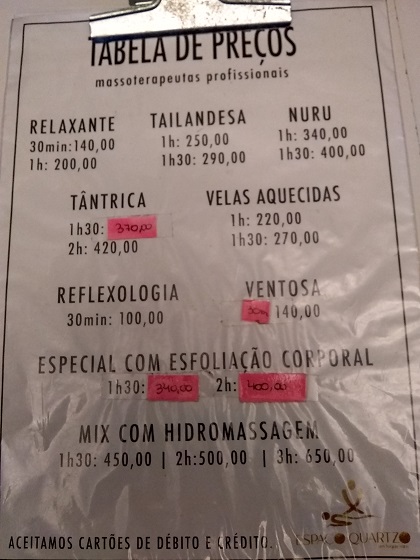 TABELA DE PREÇOS
massoterapeutas profissionais
RELAXANTE
30min:140,00
1h: 200,00
TAILANDESA
1h: 250,00
1h30: 290,00
NURU
1h: 340,00
1h30: 400,00
TÂNTRICA
1h30: 370,00
2h: 420,00
VELAS AQUECIDAS
1h: 220,00
1h30: 270,00
REFLEXOLOGIA
30min: 100,00
VENTOSA
140,00
ESPECIAL COM ESFOLIAÇÃO CORPORAL
1h30: 340,00 2h: 400,00
MIX COM HIDROMASSAGEM
1h30: 450,00 | 2h:500,00 | 3h: 650,00
ACEITAMOS CARTÕES DE DÉBITO E CRÉDITO.
ESPAÇO QUARTZO